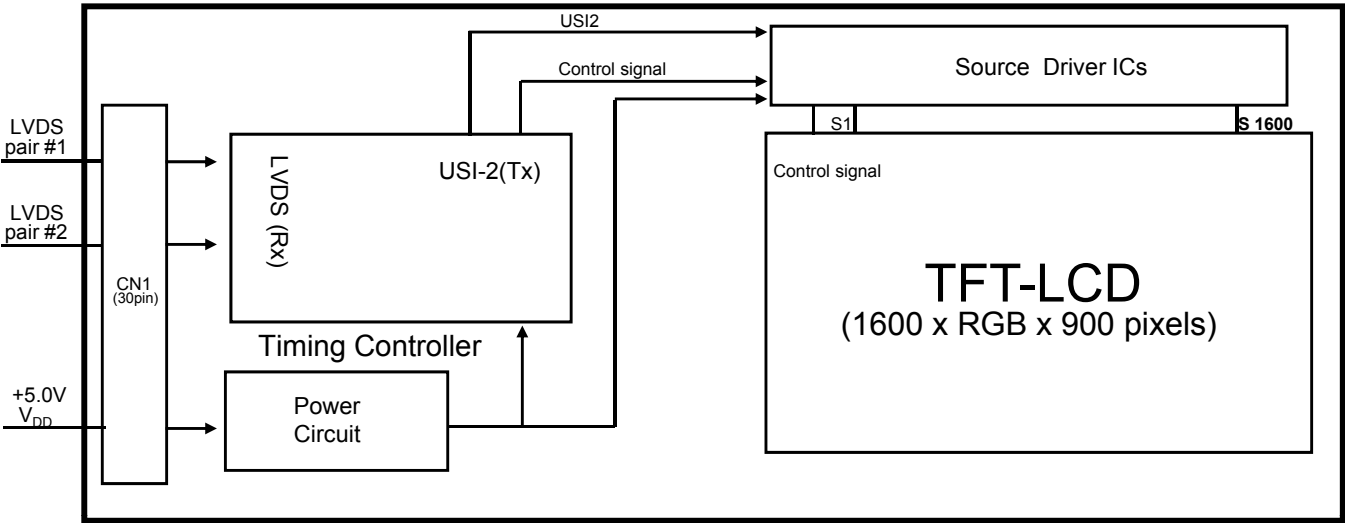 USI2
Control signal
Source Driver ICs
S1
S 1600
LVDS
pair #1
LVDS
pair #2
+5.0V
VDD
CN1
(30pin)
LVDS (Rx)
USI-2(Tx)
Timing Controller
Power
Circuit
Control signal
TFT-LCD
(1600 x RGB x 900 pixels)